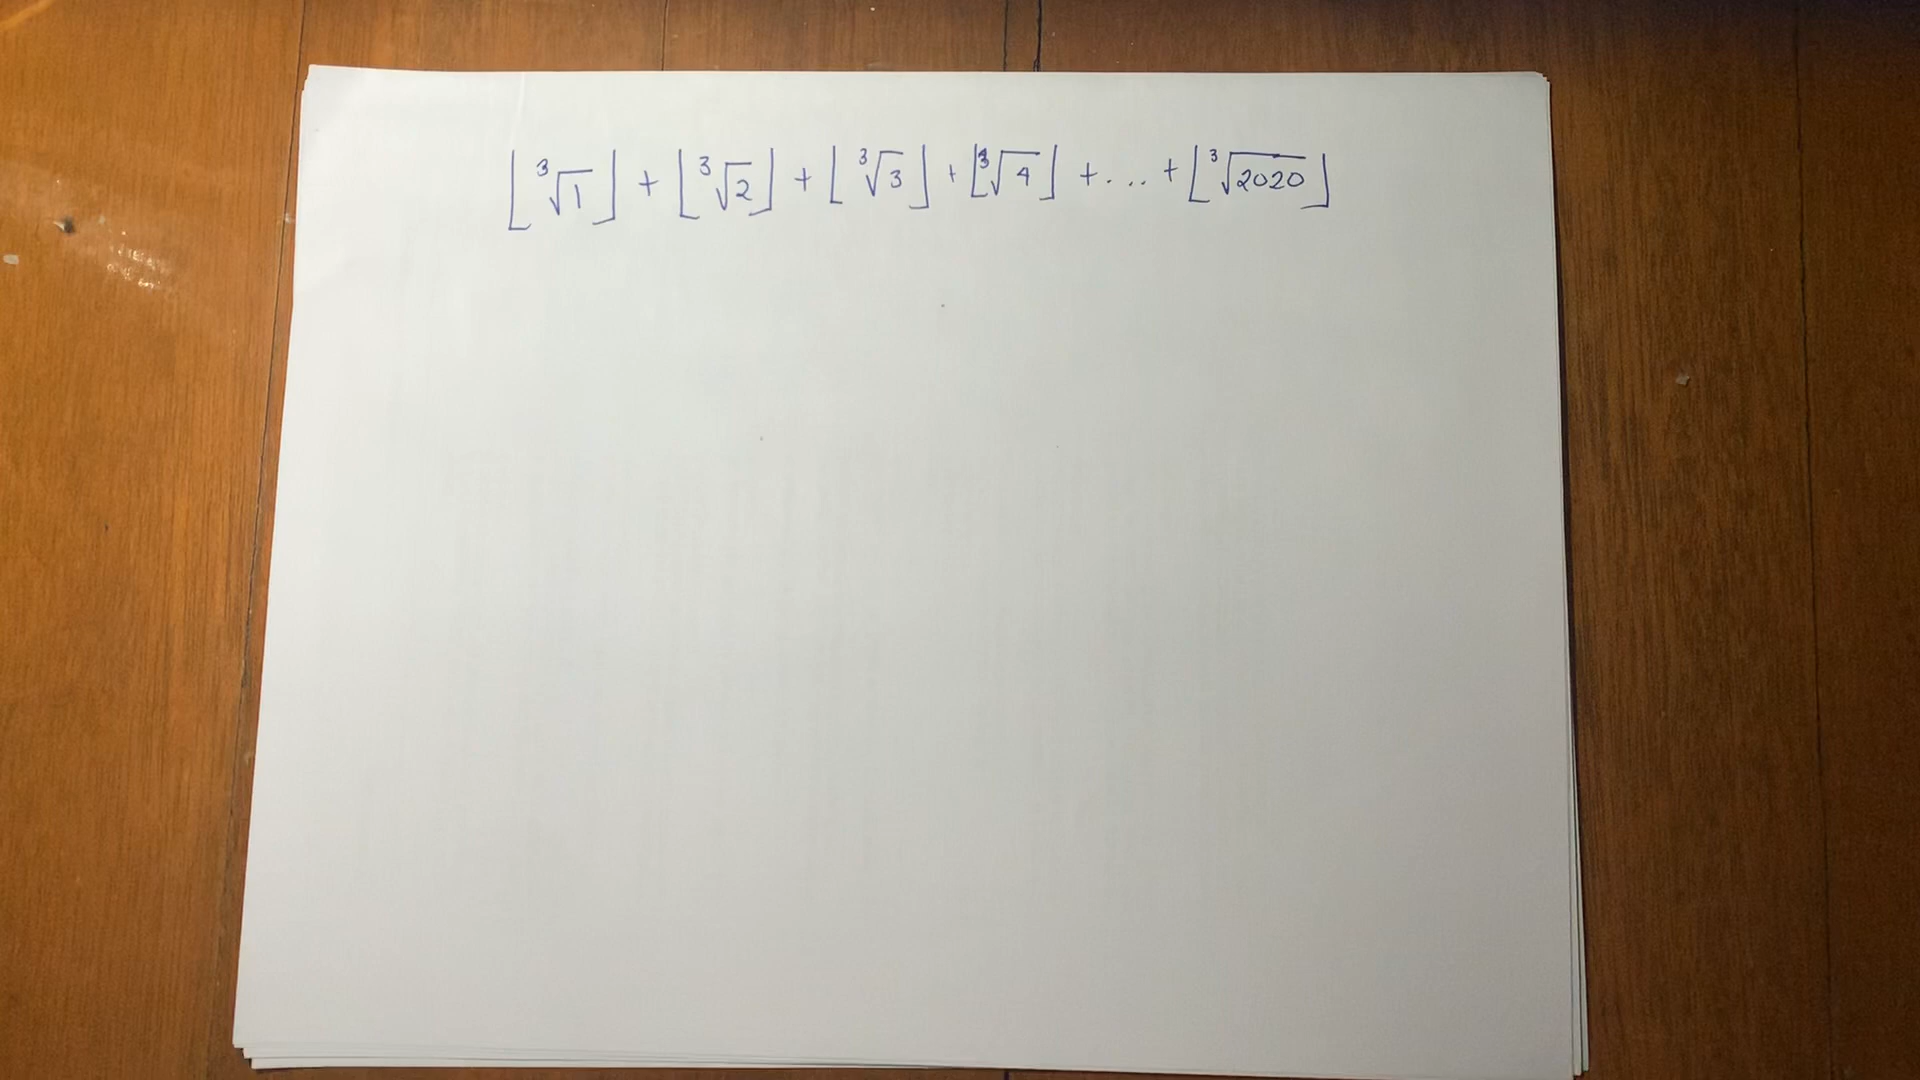 ⌊∛1⌋ + ⌊∛2⌋ + ⌊∛3⌋ + ⌊∛4⌋ + ... + ⌊∛2020⌋